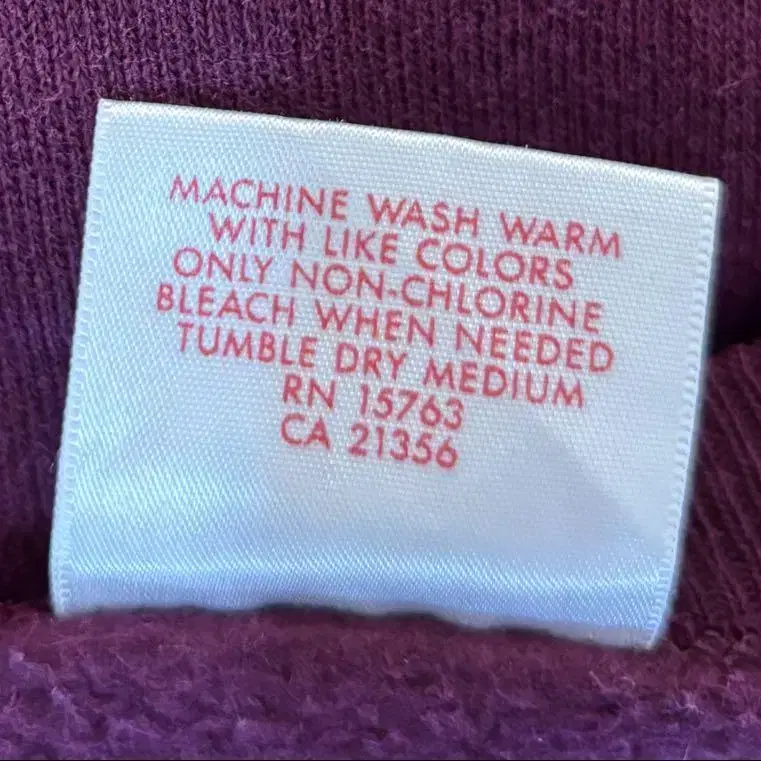 MACHINE WASH WARM
WITH LIKE COLORS
ONLY NON-CHLORINE
BLEACH WHEN NEEDED
TUMBLE DRY MEDIUM
RN 15763
CA 21356